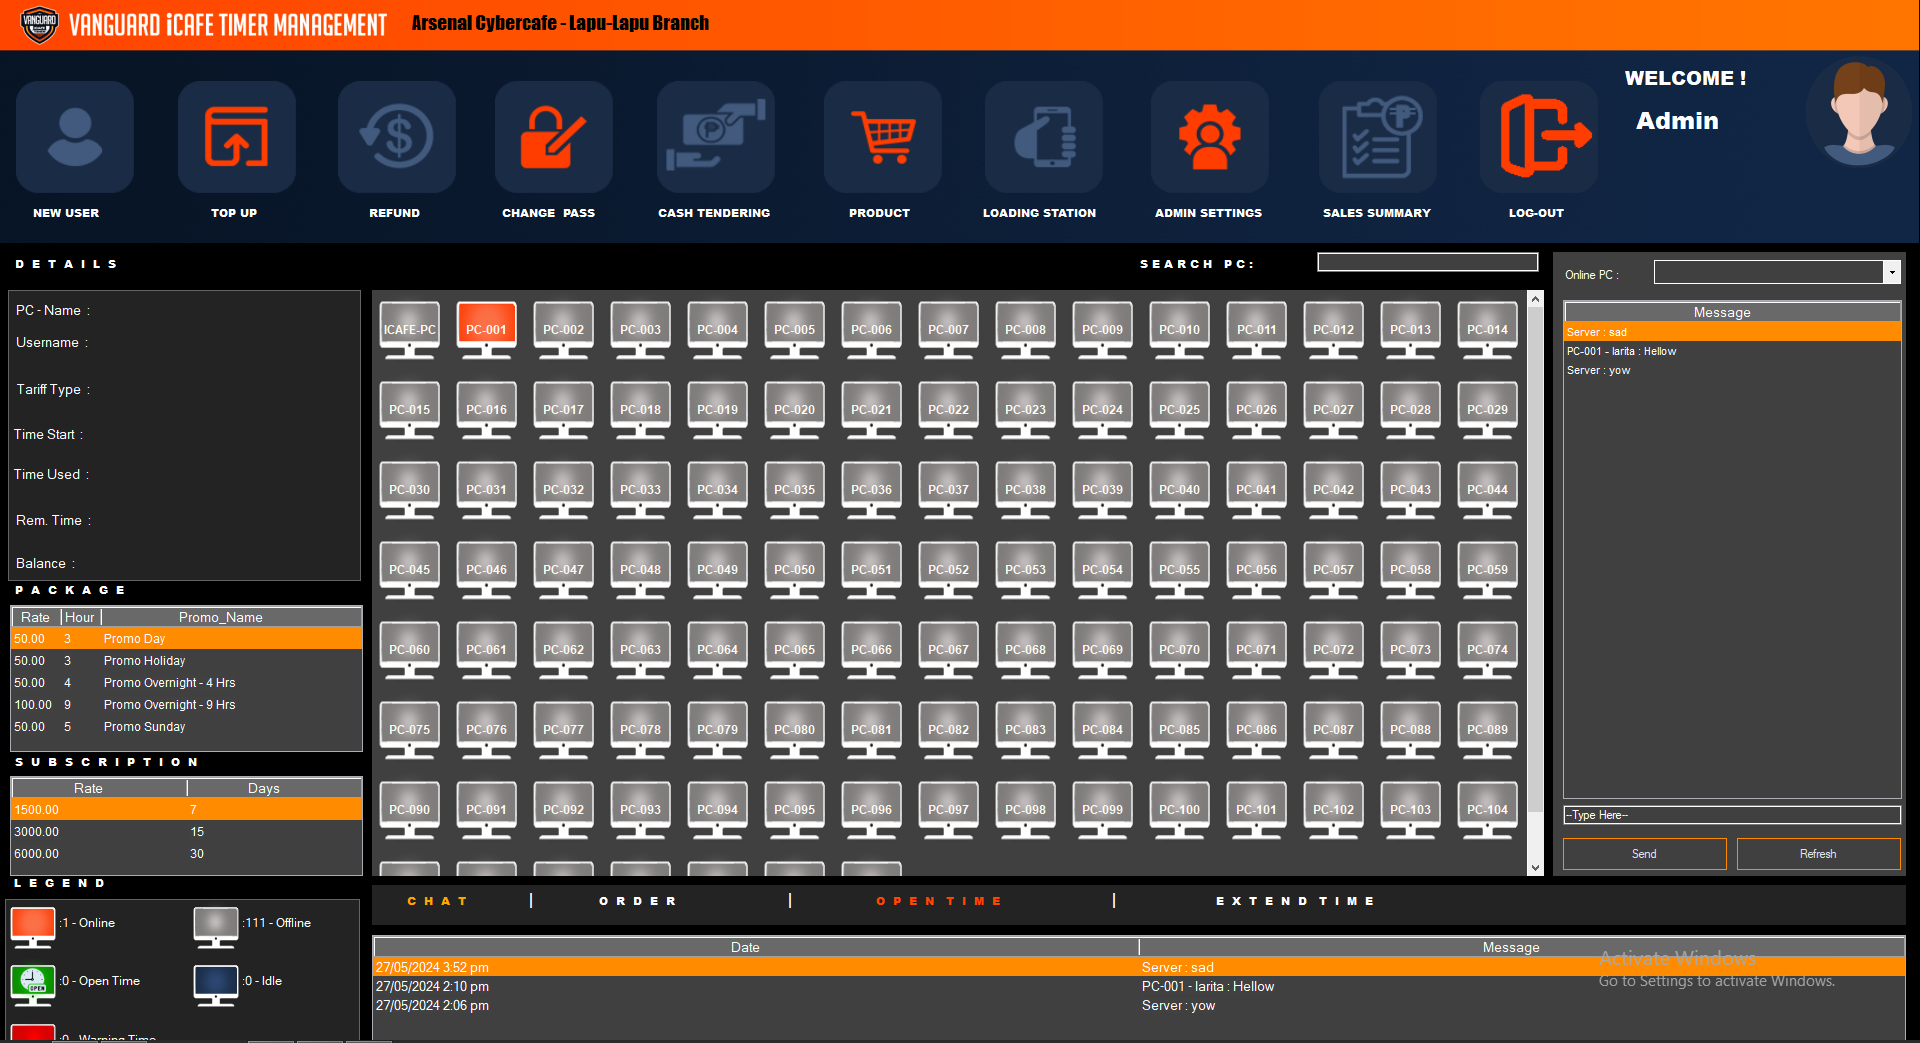 VANGUARD iCAFE TIMER MANAGEMENT
Arsenal Cybercafe - Lapu-Lapu Branch
WELCOME !
Admin
NEW USER
TOP UP
REFUND
CHANGE PASS
CASH TENDERING
PRODUCT
LOADING STATION
ADMIN SETTINGS
SALES SUMMARY
LOG-OUT
DETAILS
PC - Name :
Username :
Tariff Type :
Time Start :
Time Used :
Rem. Time :
Balance :
PACKAGE
Rate Hour Promo_Name
50.00 3 Promo Day
50.00 3 Promo Holiday
50.00 4 Promo Overnight - 4 Hrs
100.00 9 Promo Overnight - 9 Hrs
50.00 5 Promo Sunday
SUBSCRIPTION
Rate Days
1500.00 7
3000.00 15
6000.00 30
LEGEND
:1 - Online
:111 - Offline
OPEN
:0 - Open Time
:0 - Idle
:0 - Warning Time
SEARCH PC:
ICAFE-PC PC-001 PC-002 PC-003 PC-004 PC-005 PC-006 PC-007 PC-008 PC-009 PC-010 PC-011 PC-012 PC-013 PC-014
PC-015 PC-016 PC-017 PC-018 PC-019 PC-020 PC-021 PC-022 PC-023 PC-024 PC-025 PC-026 PC-027 PC-028 PC-029
PC-030 PC-031 PC-032 PC-033 PC-034 PC-035 PC-036 PC-037 PC-038 PC-039 PC-040 PC-041 PC-042 PC-043 PC-044
PC-045 PC-046 PC-047 PC-048 PC-049 PC-050 PC-051 PC-052 PC-053 PC-054 PC-055 PC-056 PC-057 PC-058 PC-059
PC-060 PC-061 PC-062 PC-063 PC-064 PC-065 PC-066 PC-067 PC-068 PC-069 PC-070 PC-071 PC-072 PC-073 PC-074
PC-075 PC-076 PC-077 PC-078 PC-079 PC-080 PC-081 PC-082 PC-083 PC-084 PC-085 PC-086 PC-087 PC-088 PC-089
PC-090 PC-091 PC-092 PC-093 PC-094 PC-095 PC-096 PC-097 PC-098 PC-099 PC-100 PC-101 PC-102 PC-103 PC-104
Online PC :
Message
Server : sad
PC-001 - larita : Hellow
Server : yow
--Type Here--
Send
Refresh
CHAT | ORDER | OPEN TIME | EXTEND TIME
Date Message
27/05/2024 3:52 pm Server : sad
27/05/2024 2:10 pm PC-001 - larita : Hellow
27/05/2024 2:06 pm Server : yow
Activate Windows
Go to Settings to activate Windows.